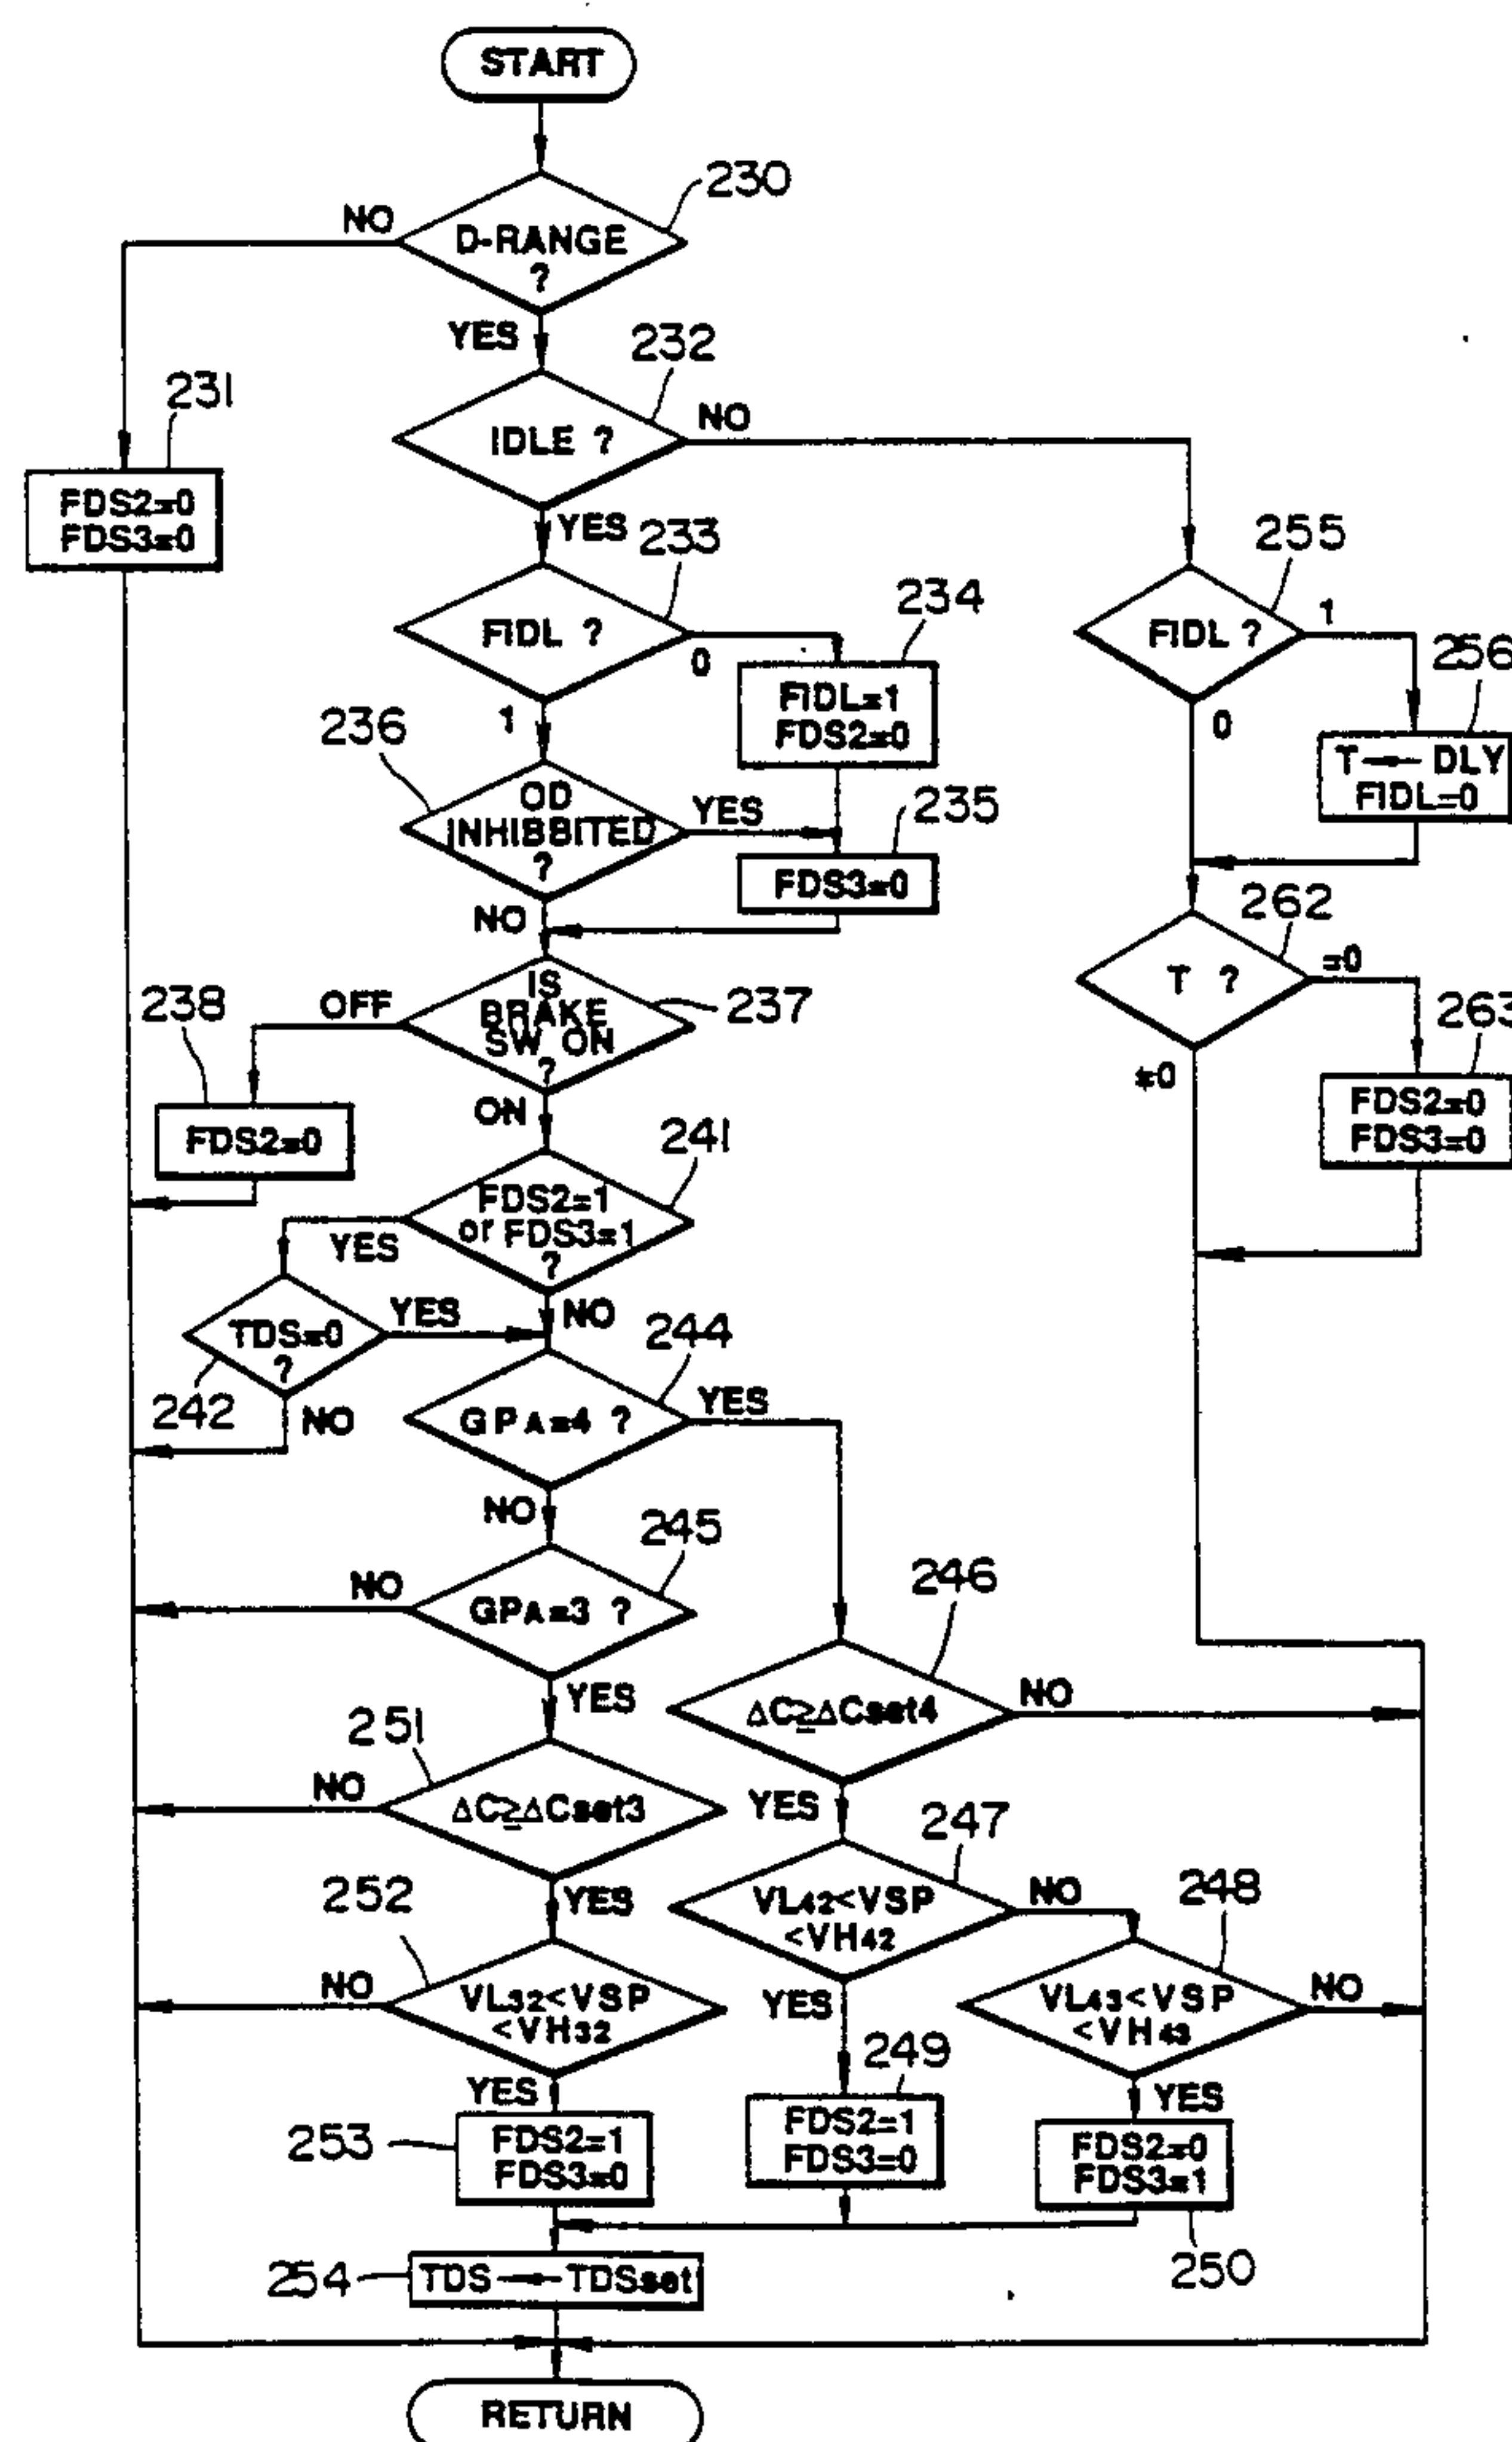 START
230
NO
D-RANGE
?
YES
232
231
IDLE ?
NO
FDS2=0
FDS3=0
YES
233
255
234
FIDL ?
0
FIDL ?
1
256
FIDL=1
FDS2=0
1
236
0
T ← DLY
FIDL=0
OD
INHIBBITED
?
YES
235
FDS3=0
262
NO
T ?
=0
IS
BRAKE
SW ON
?
237
OFF
238
263
≠0
FDS2=0
FDS3=0
ON
FDS2=0
241
FDS2=1
or FDS3=1
?
YES
NO
TDS=0
?
YES
244
242
NO
GPA=4 ?
YES
NO
245
NO
GPA=3 ?
246
YES
ΔC≥ΔCset4
NO
251
NO
ΔC≥ΔCset3
YES
247
252
YES
VL42<VSP
<VH42
NO
248
NO
VL32<VSP
<VH32
YES
VL43<VSP
<VH43
NO
249
YES
YES
253
FDS2=1
FDS3=0
FDS2=1
FDS3=0
FDS2=0
FDS3=1
254
TDS ← TDSset
250
RETURN